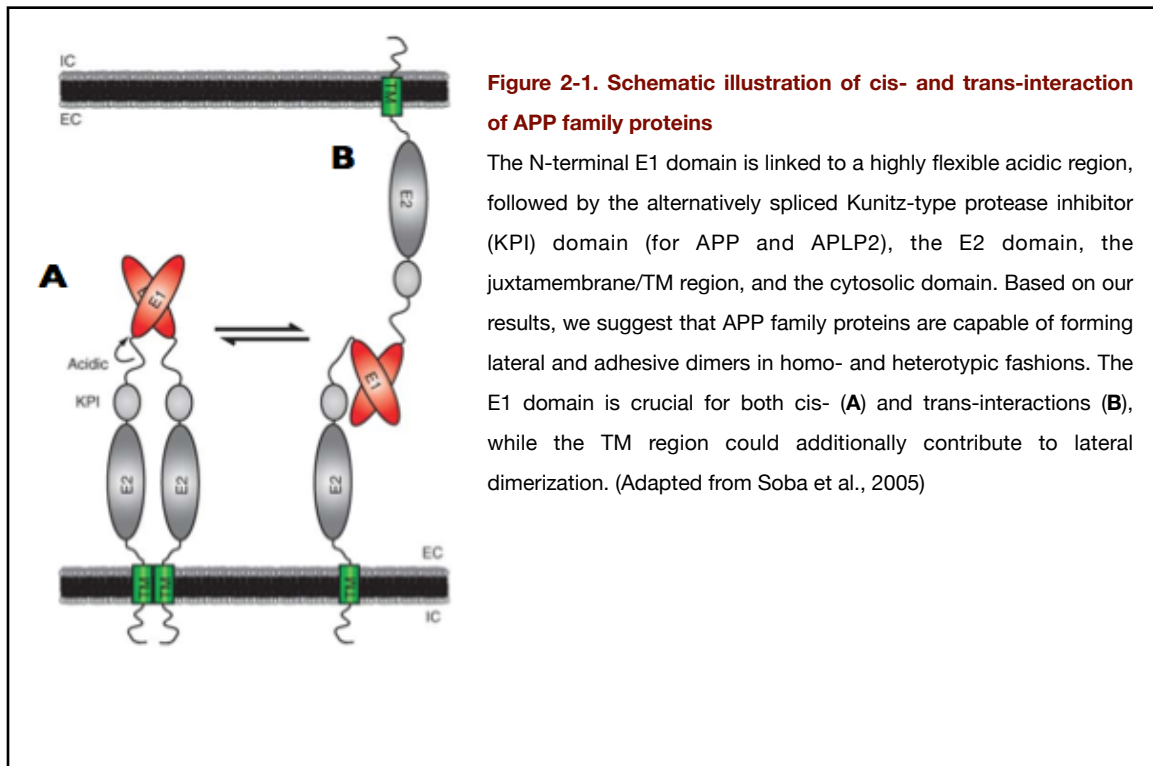 IC
EC
TM
B
E2
A
E1
E1
Acidic
KPI
E2
E2
E2
EC
TM
TM
TM
IC
Figure 2-1. Schematic illustration of cis- and trans-interaction
of APP family proteins
The N-terminal E1 domain is linked to a highly flexible acidic region,
followed by the alternatively spliced Kunitz-type protease inhibitor
(KPI) domain (for APP and APLP2), the E2 domain, the
juxtamembrane/TM region, and the cytosolic domain. Based on our
results, we suggest that APP family proteins are capable of forming
lateral and adhesive dimers in homo- and heterotypic fashions. The
E1 domain is crucial for both cis- (A) and trans-interactions (B),
while the TM region could additionally contribute to lateral
dimerization. (Adapted from Soba et al., 2005)